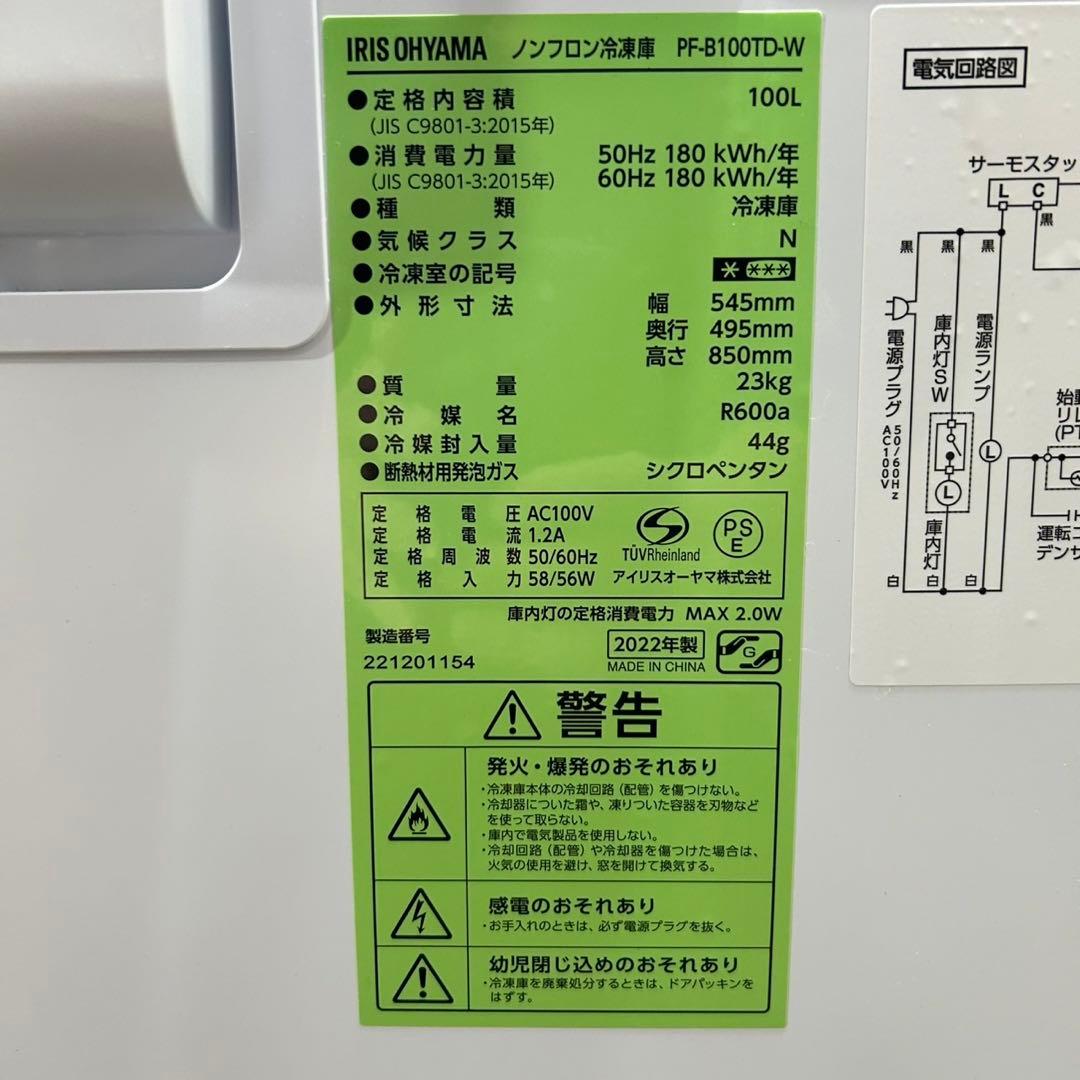 IRIS OHYAMA ノンフロン冷凍庫 PF-B100TD-W
●定格内容積 100L
(JIS C9801-3:2015年)
●消費電力量 50Hz 180 kWh/年
(JIS C9801-3:2015年) 60Hz 180 kWh/年
●種類 冷凍庫
●気候クラス N
●冷凍室の記号 * ***
●外形寸法 幅 545mm
奥行 495mm
高さ 850mm
●質量 23kg
●冷媒名 R600a
●冷媒封入量 44g
●断熱材用発泡ガス シクロペンタン
定格電圧 AC100V
定格電流 1.2A
定格周波数 50/60Hz
定格入力 58/56W
TÜVRheinland
PS
E
アイリスオーヤマ株式会社
庫内灯の定格消費電力 MAX 2.0W
製造番号
221201154
2022年製
MADE IN CHINA
G
警告
発火・爆発のおそれあり
・冷凍庫本体の冷却回路(配管)を傷つけない。
・冷却器についた霜や、凍りついた容器を刃物など
を使って取らない。
・庫内で電気製品を使用しない。
・冷却回路(配管)や冷却器を傷つけた場合は、
火気の使用を避け、窓を開けて換気する。
感電のおそれあり
・お手入れのときは、必ず電源プラグを抜く。
幼児閉じ込めのおそれあり
・冷凍庫を廃棄処分するときは、ドアパッキンを
はずす。
電気回路図
サーモスタッ
L C
黒
黒 黒 黒
電源プラグ
AC100V
50/60Hz
庫内灯SW
電源ランプ
L
L
庫内灯
始動
リレ
(PT
運転コ
デンサ
白 白 白